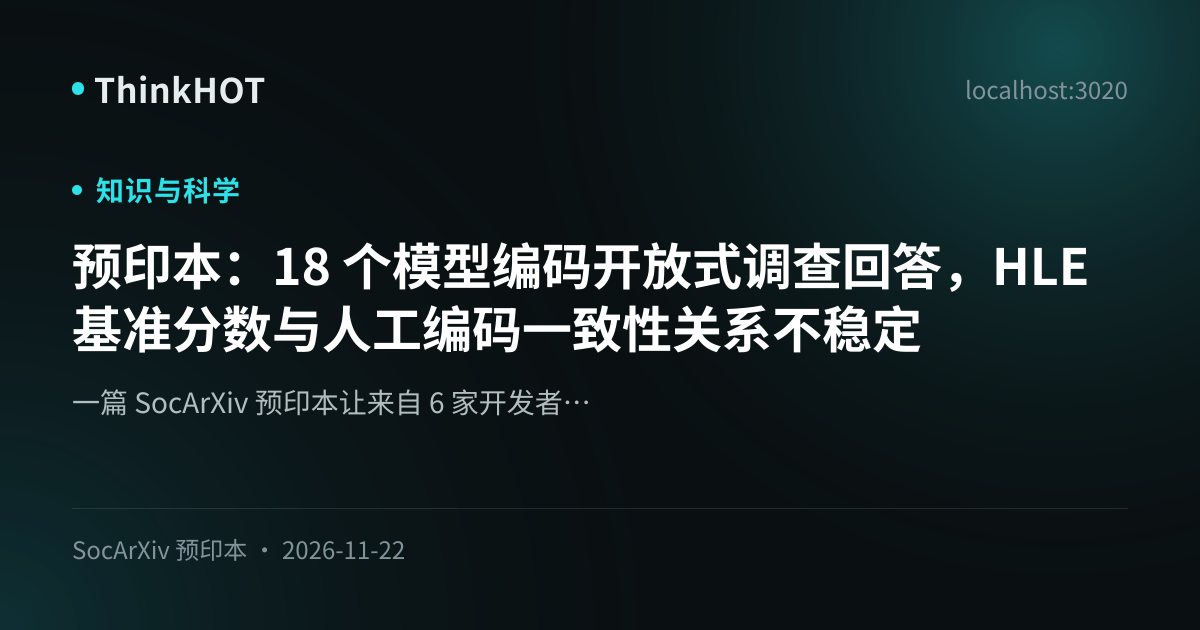 ThinkHOT
localhost:3020
知识与科学
预印本：18 个模型编码开放式调查回答，HLE
基准分数与人工编码一致性关系不稳定
一篇 SocArXiv 预印本让来自 6 家开发者…
SocArXiv 预印本 · 2026-11-22